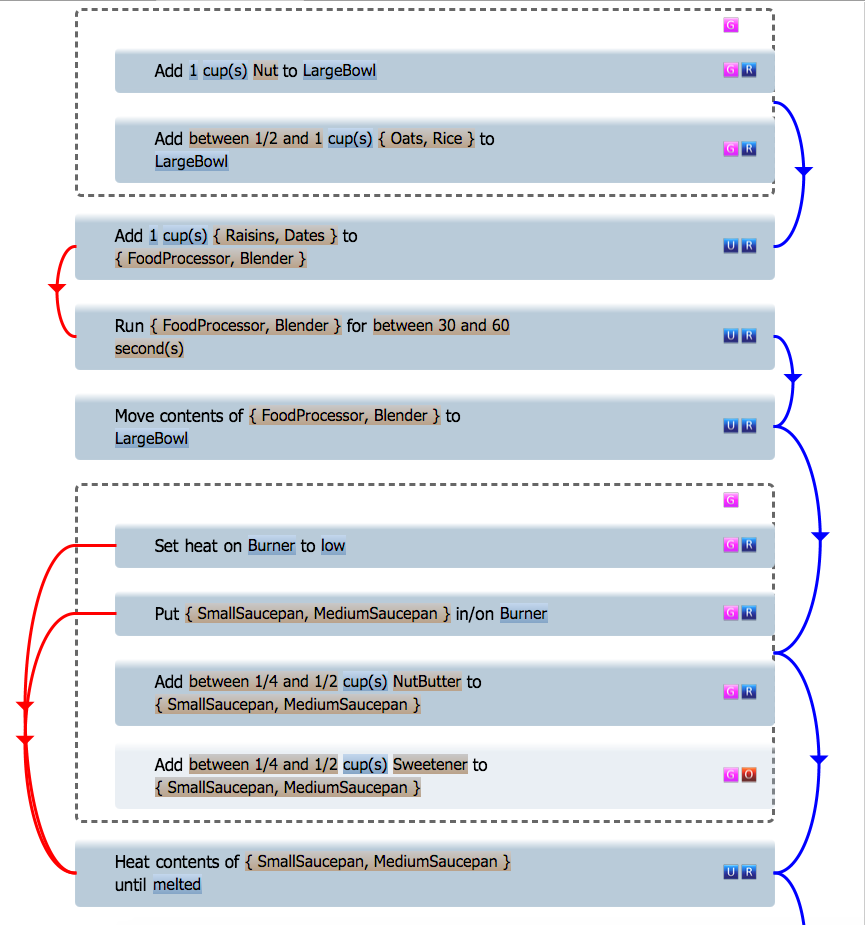 G
Add 1 cup(s) Nut to LargeBowl G R
Add between 1/2 and 1 cup(s) { Oats, Rice } to
LargeBowl G R
Add 1 cup(s) { Raisins, Dates } to
{ FoodProcessor, Blender } U R
Run { FoodProcessor, Blender } for between 30 and 60
second(s) U R
Move contents of { FoodProcessor, Blender } to
LargeBowl U R
G
Set heat on Burner to low G R
Put { SmallSaucepan, MediumSaucepan } in/on Burner G R
Add between 1/4 and 1/2 cup(s) NutButter to
{ SmallSaucepan, MediumSaucepan } G R
Add between 1/4 and 1/2 cup(s) Sweetener to
{ SmallSaucepan, MediumSaucepan } G O
Heat contents of { SmallSaucepan, MediumSaucepan }
until melted U R